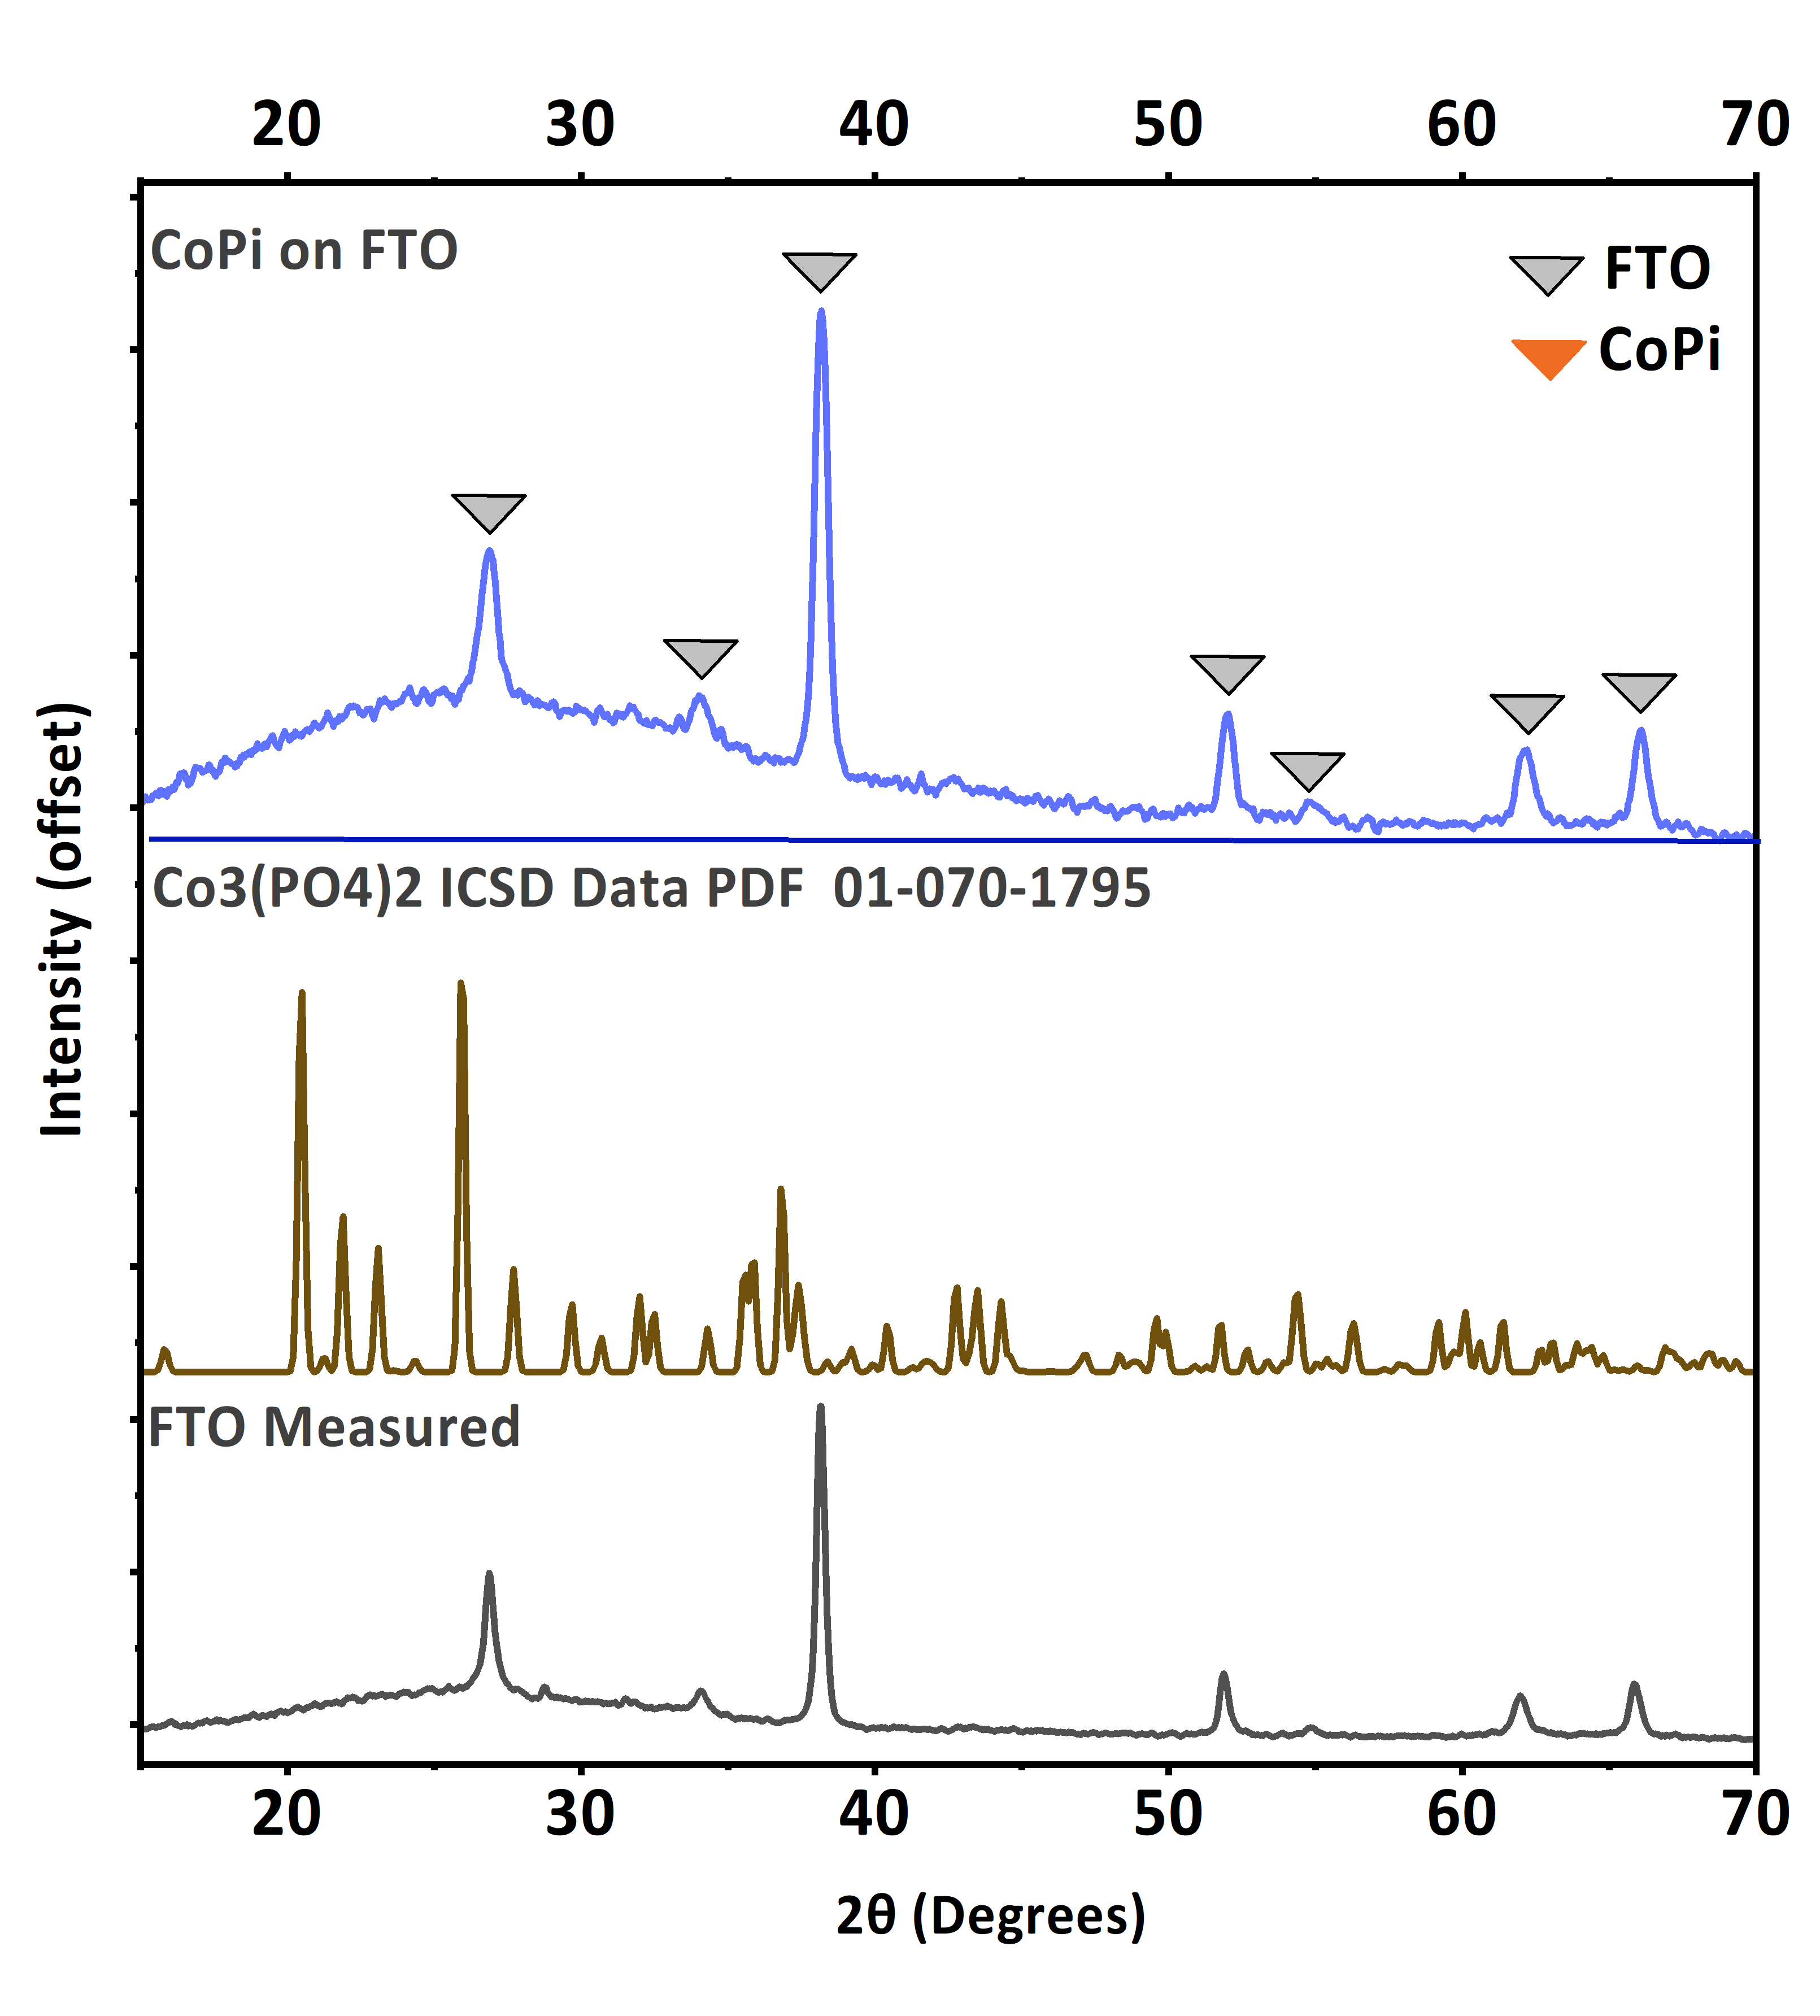 20 30 40 50 60 70
CoPi on FTO
FTO
CoPi
Co3(PO4)2 ICSD Data PDF  01-070-1795
Intensity (offset)
FTO Measured
20 30 40 50 60 70
2θ (Degrees)